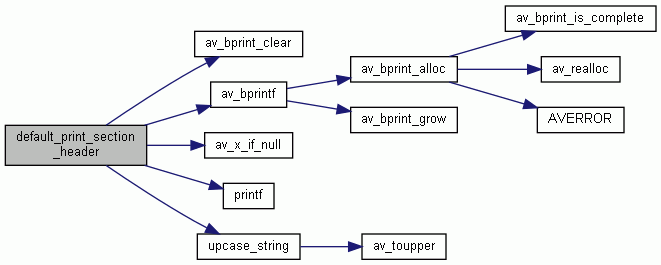 av_bprint_is_complete
av_bprint_clear
av_bprint_alloc
av_realloc
av_bprintf
av_bprint_grow
AVERROR
default_print_section
_header
av_x_if_null
printf
upcase_string
av_toupper